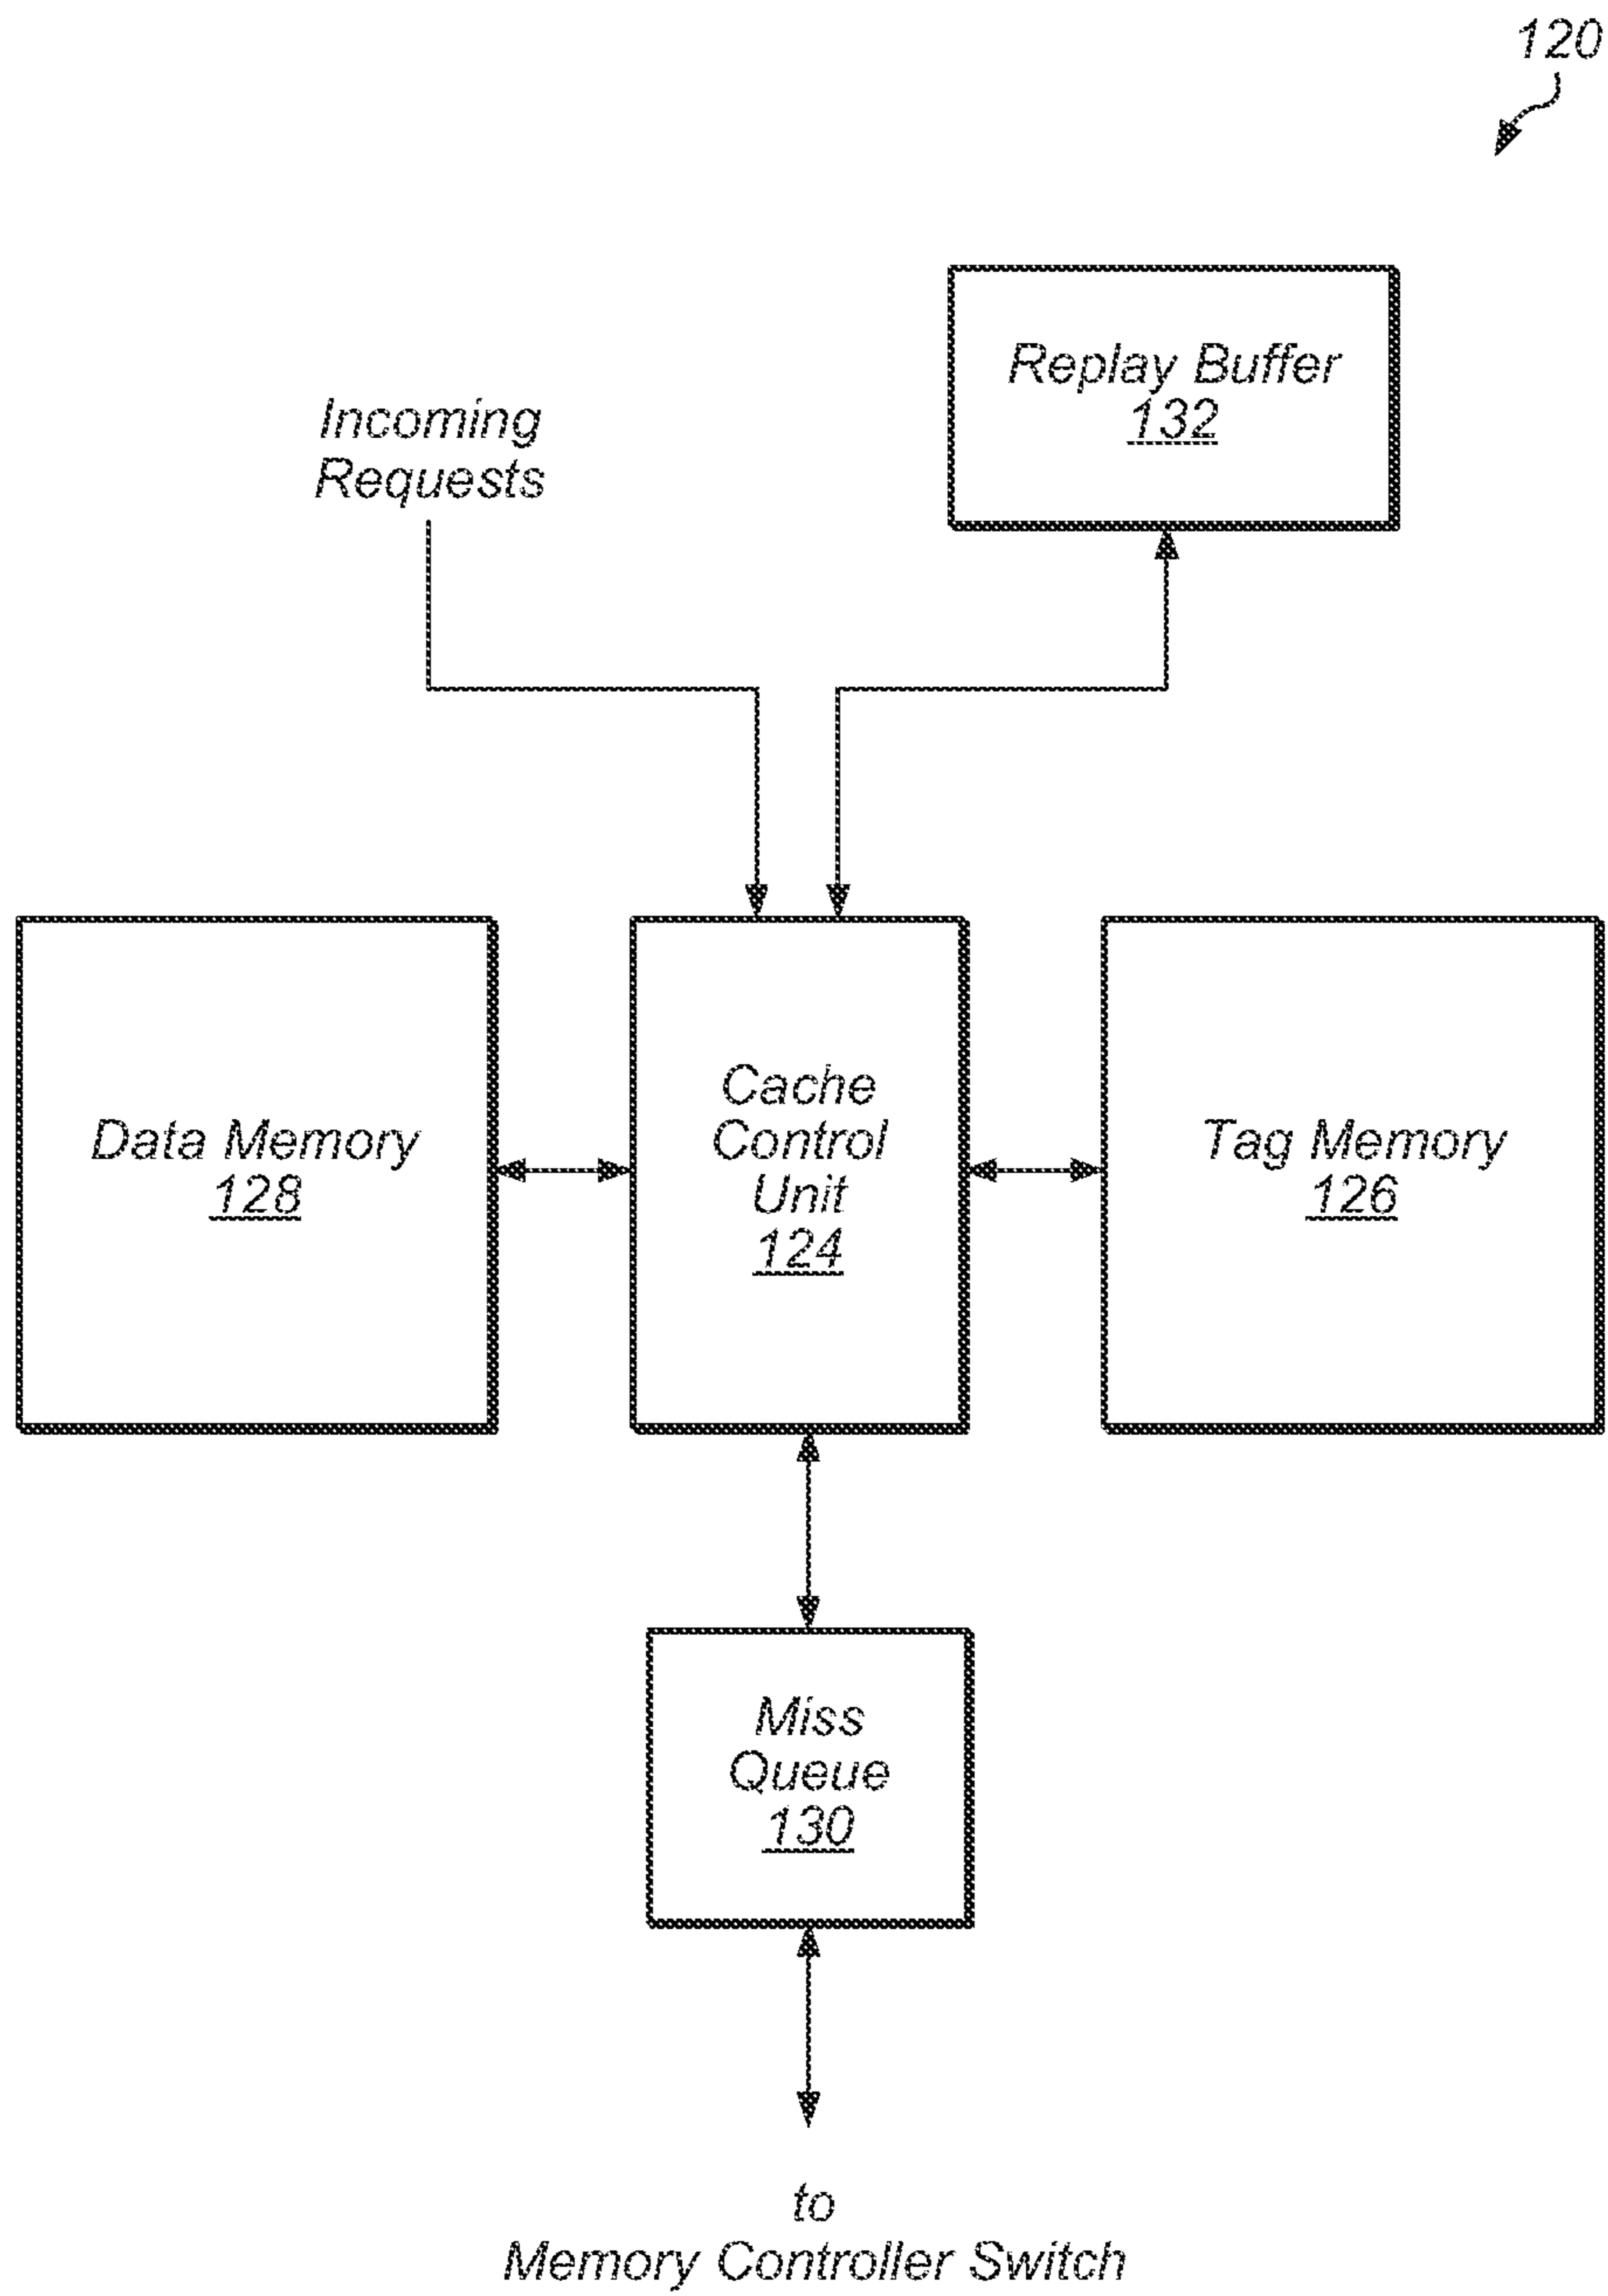 120
Replay Buffer
132
Incoming
Requests
Data Memory
128
Cache
Control
Unit
124
Tag Memory
126
Miss
Queue
130
to
Memory Controller Switch